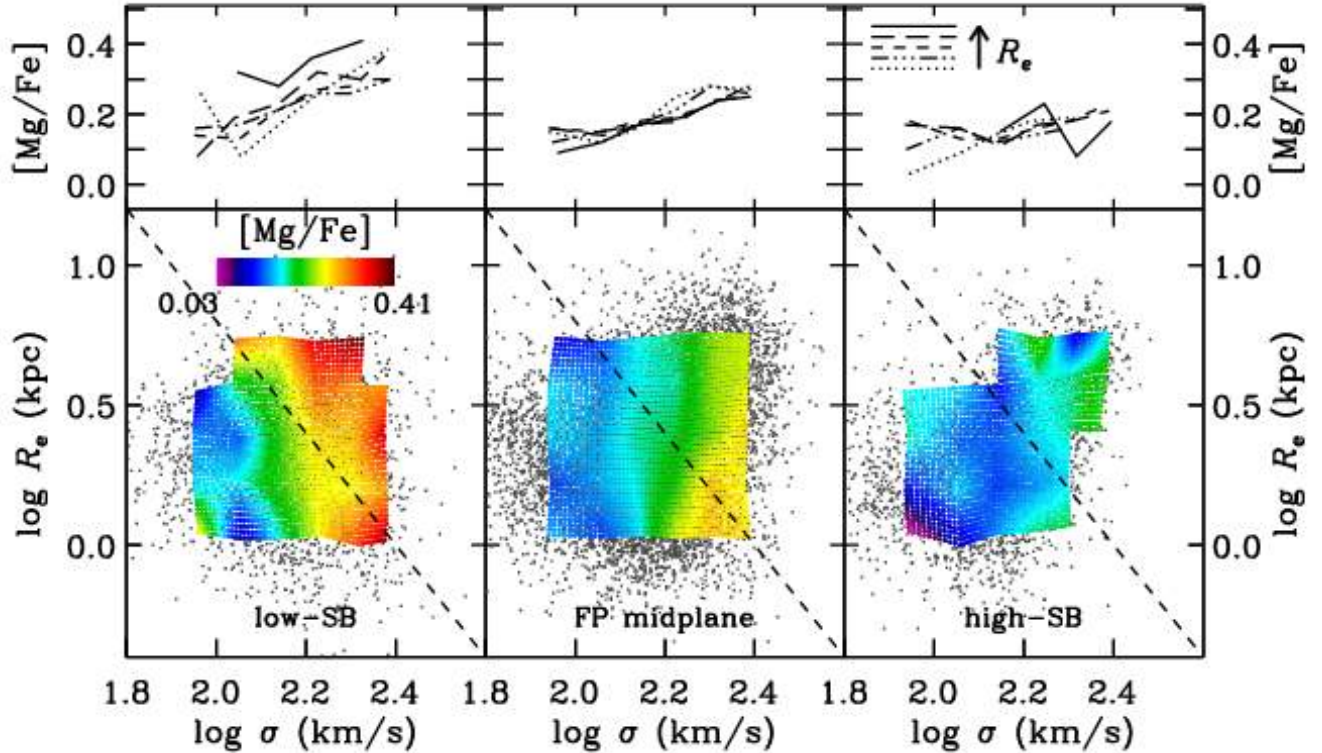 [Mg/Fe]
0.4
0.2
0.0
R_e
0.4
0.2
0.0
[Mg/Fe]
[Mg/Fe]
0.03
0.41
log R_e (kpc)
1.0
0.5
0.0
1.0
0.5
0.0
log R_e (kpc)
low-SB
FP midplane
high-SB
1.8 2.0 2.2 2.4 1.8 2.0 2.2 2.4 1.8 2.0 2.2 2.4
log σ (km/s) log σ (km/s) log σ (km/s)